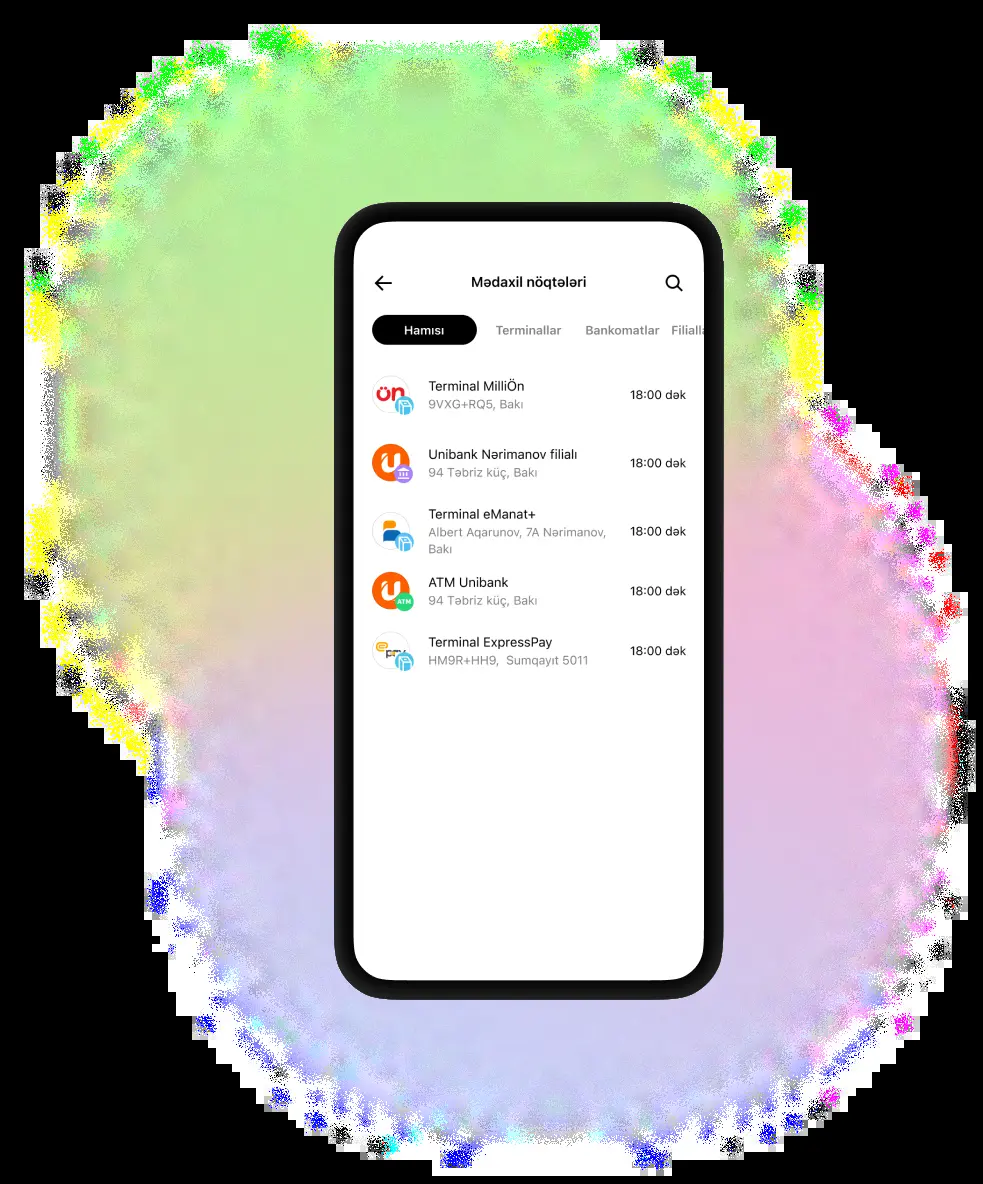 Mədaxil nöqtələri
Hamısı Terminallar Bankomatlar
ön
Terminal MilliÖn
9VXG+RQ5, Bakı
18:00 dək
Unibank Nərimanov filialı
94 Təbriz küç, Bakı
18:00 dək
Terminal eManat+
Albert Aqarunov, 7A Nərimanov,
Bakı
18:00 dək
ATM
ATM Unibank
94 Təbriz küç, Bakı
18:00 dək
Terminal ExpressPay
HM9R+HH9, Sumqayıt 5011
18:00 dək